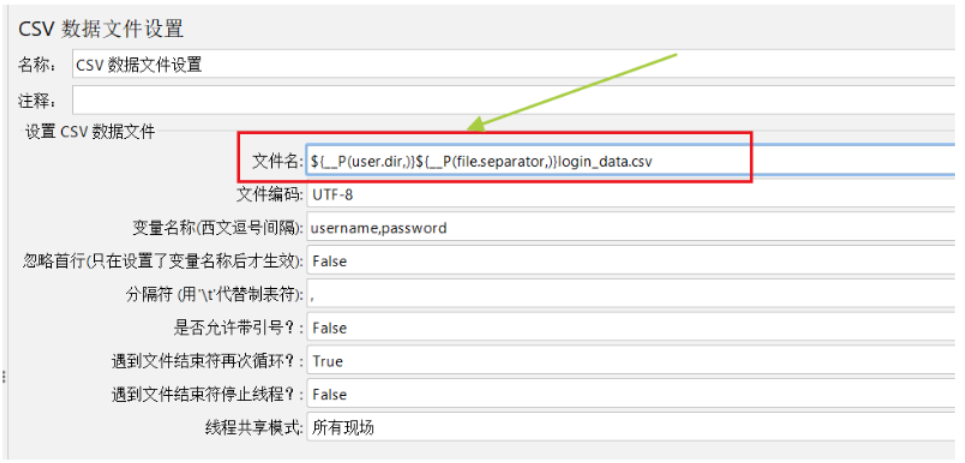 CSV 数据文件设置
名称: CSV 数据文件设置
注释:
设置 CSV 数据文件
文件名: ${__P(user.dir,)}${__P(file.separator,)}login_data.csv
文件编码: UTF-8
变量名称(西文逗号间隔): username,password
忽略首行(只在设置了变量名称后才生效): False
分隔符 (用'\t'代替制表符): ,
是否允许带引号?: False
遇到文件结束符再次循环?: True
遇到文件结束符停止线程?: False
线程共享模式: 所有现场